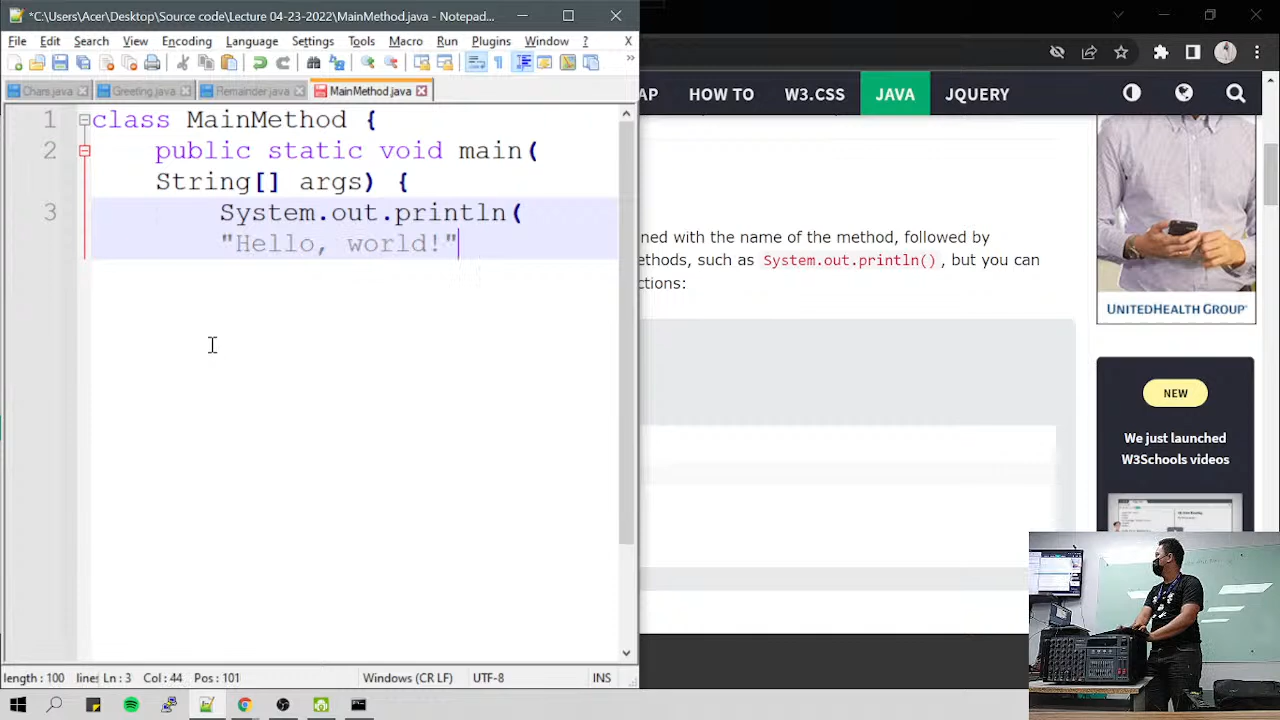 *C:\Users\Acer\Desktop\Source code\Lecture 04-23-2022\MainMethod.java - Notepad...
File Edit Search View Encoding Language Settings Tools Macro Run Plugins Window ? X
Chars.java Greeting.java Remainder.java MainMethod.java
1 class MainMethod {
2 public static void main(
String[] args) {
3 System.out.println(
"Hello, world!"
length : 100 lines Ln : 3 Col : 44 Pos : 101 Windows (CR LF) UTF-8 INS
AP HOW TO W3.CSS JAVA JQUERY
ned with the name of the method, followed by
ethods, such as System.out.println(), but you can
ctions:
UNITEDHEALTH GROUP
NEW
We just launched
W3Schools videos